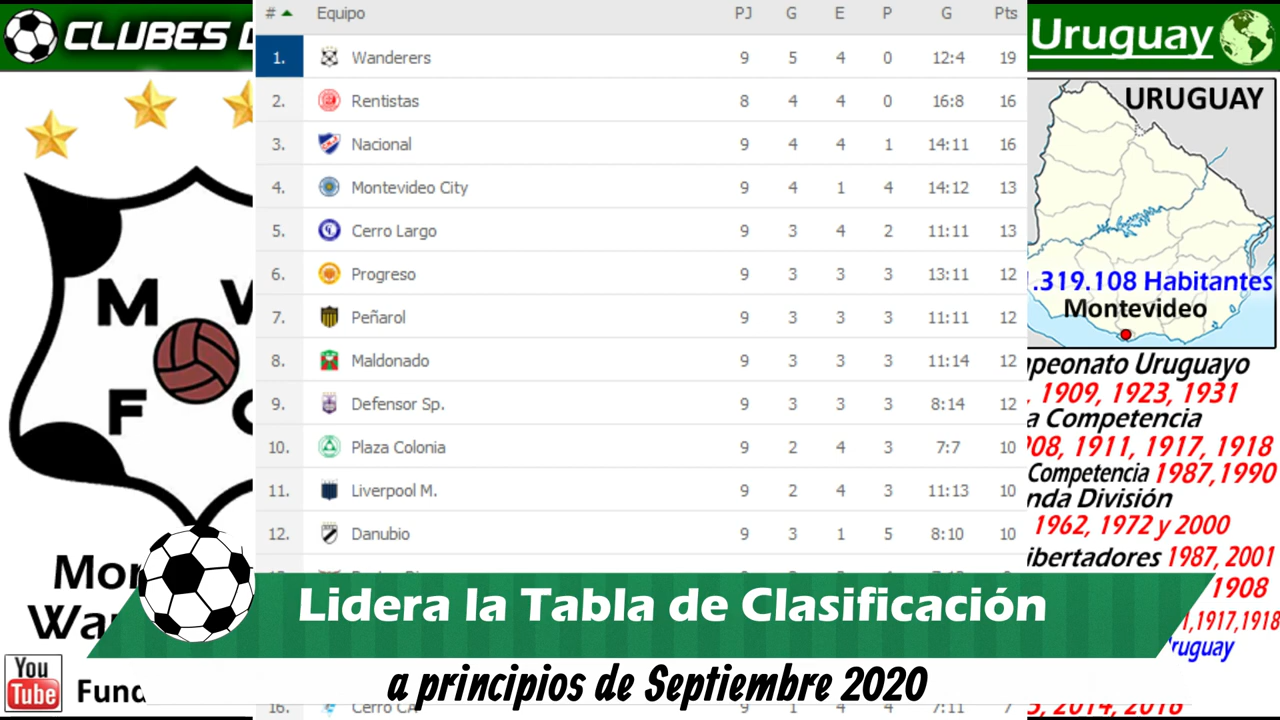 CLUBES
Uruguay
# Equipo PJ G E P G Pts
1. Wanderers 9 5 4 0 12:4 19
2. Rentistas 8 4 4 0 16:8 16
3. Nacional 9 4 4 1 14:11 16
4. Montevideo City 9 4 1 4 14:12 13
5. Cerro Largo 9 3 4 2 11:11 13
6. Progreso 9 3 3 3 13:11 12
7. Peñarol 9 3 3 3 11:11 12
8. Maldonado 9 3 3 3 11:14 12
9. Defensor Sp. 9 3 3 3 8:14 12
10. Plaza Colonia 9 2 4 3 7:7 10
11. Liverpool M. 9 2 4 3 11:13 10
12. Danubio 9 3 1 5 8:10 10
16. Cerro CA 9 1 4 4 7:11 7
Lidera la Tabla de Clasificación
a principios de Septiembre 2020
M W
F C
Mon
Wan
You
Tube
Fund
URUGUAY
.319.108 Habitantes
Montevideo
mpeonato Uruguayo
, 1909, 1923, 1931
a Competencia
908, 1911, 1917, 1918
Competencia 1987,1990
nda División
1962, 1972 y 2000
ibertadores 1987, 2001
1908
1,1917,1918
ruguay
5, 2014, 2016